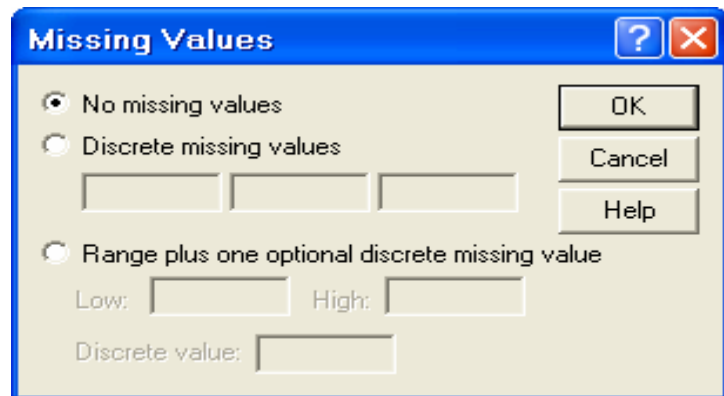 Missing Values
No missing values
OK
Discrete missing values
Cancel
Help
Range plus one optional discrete missing value
Low: High:
Discrete value: